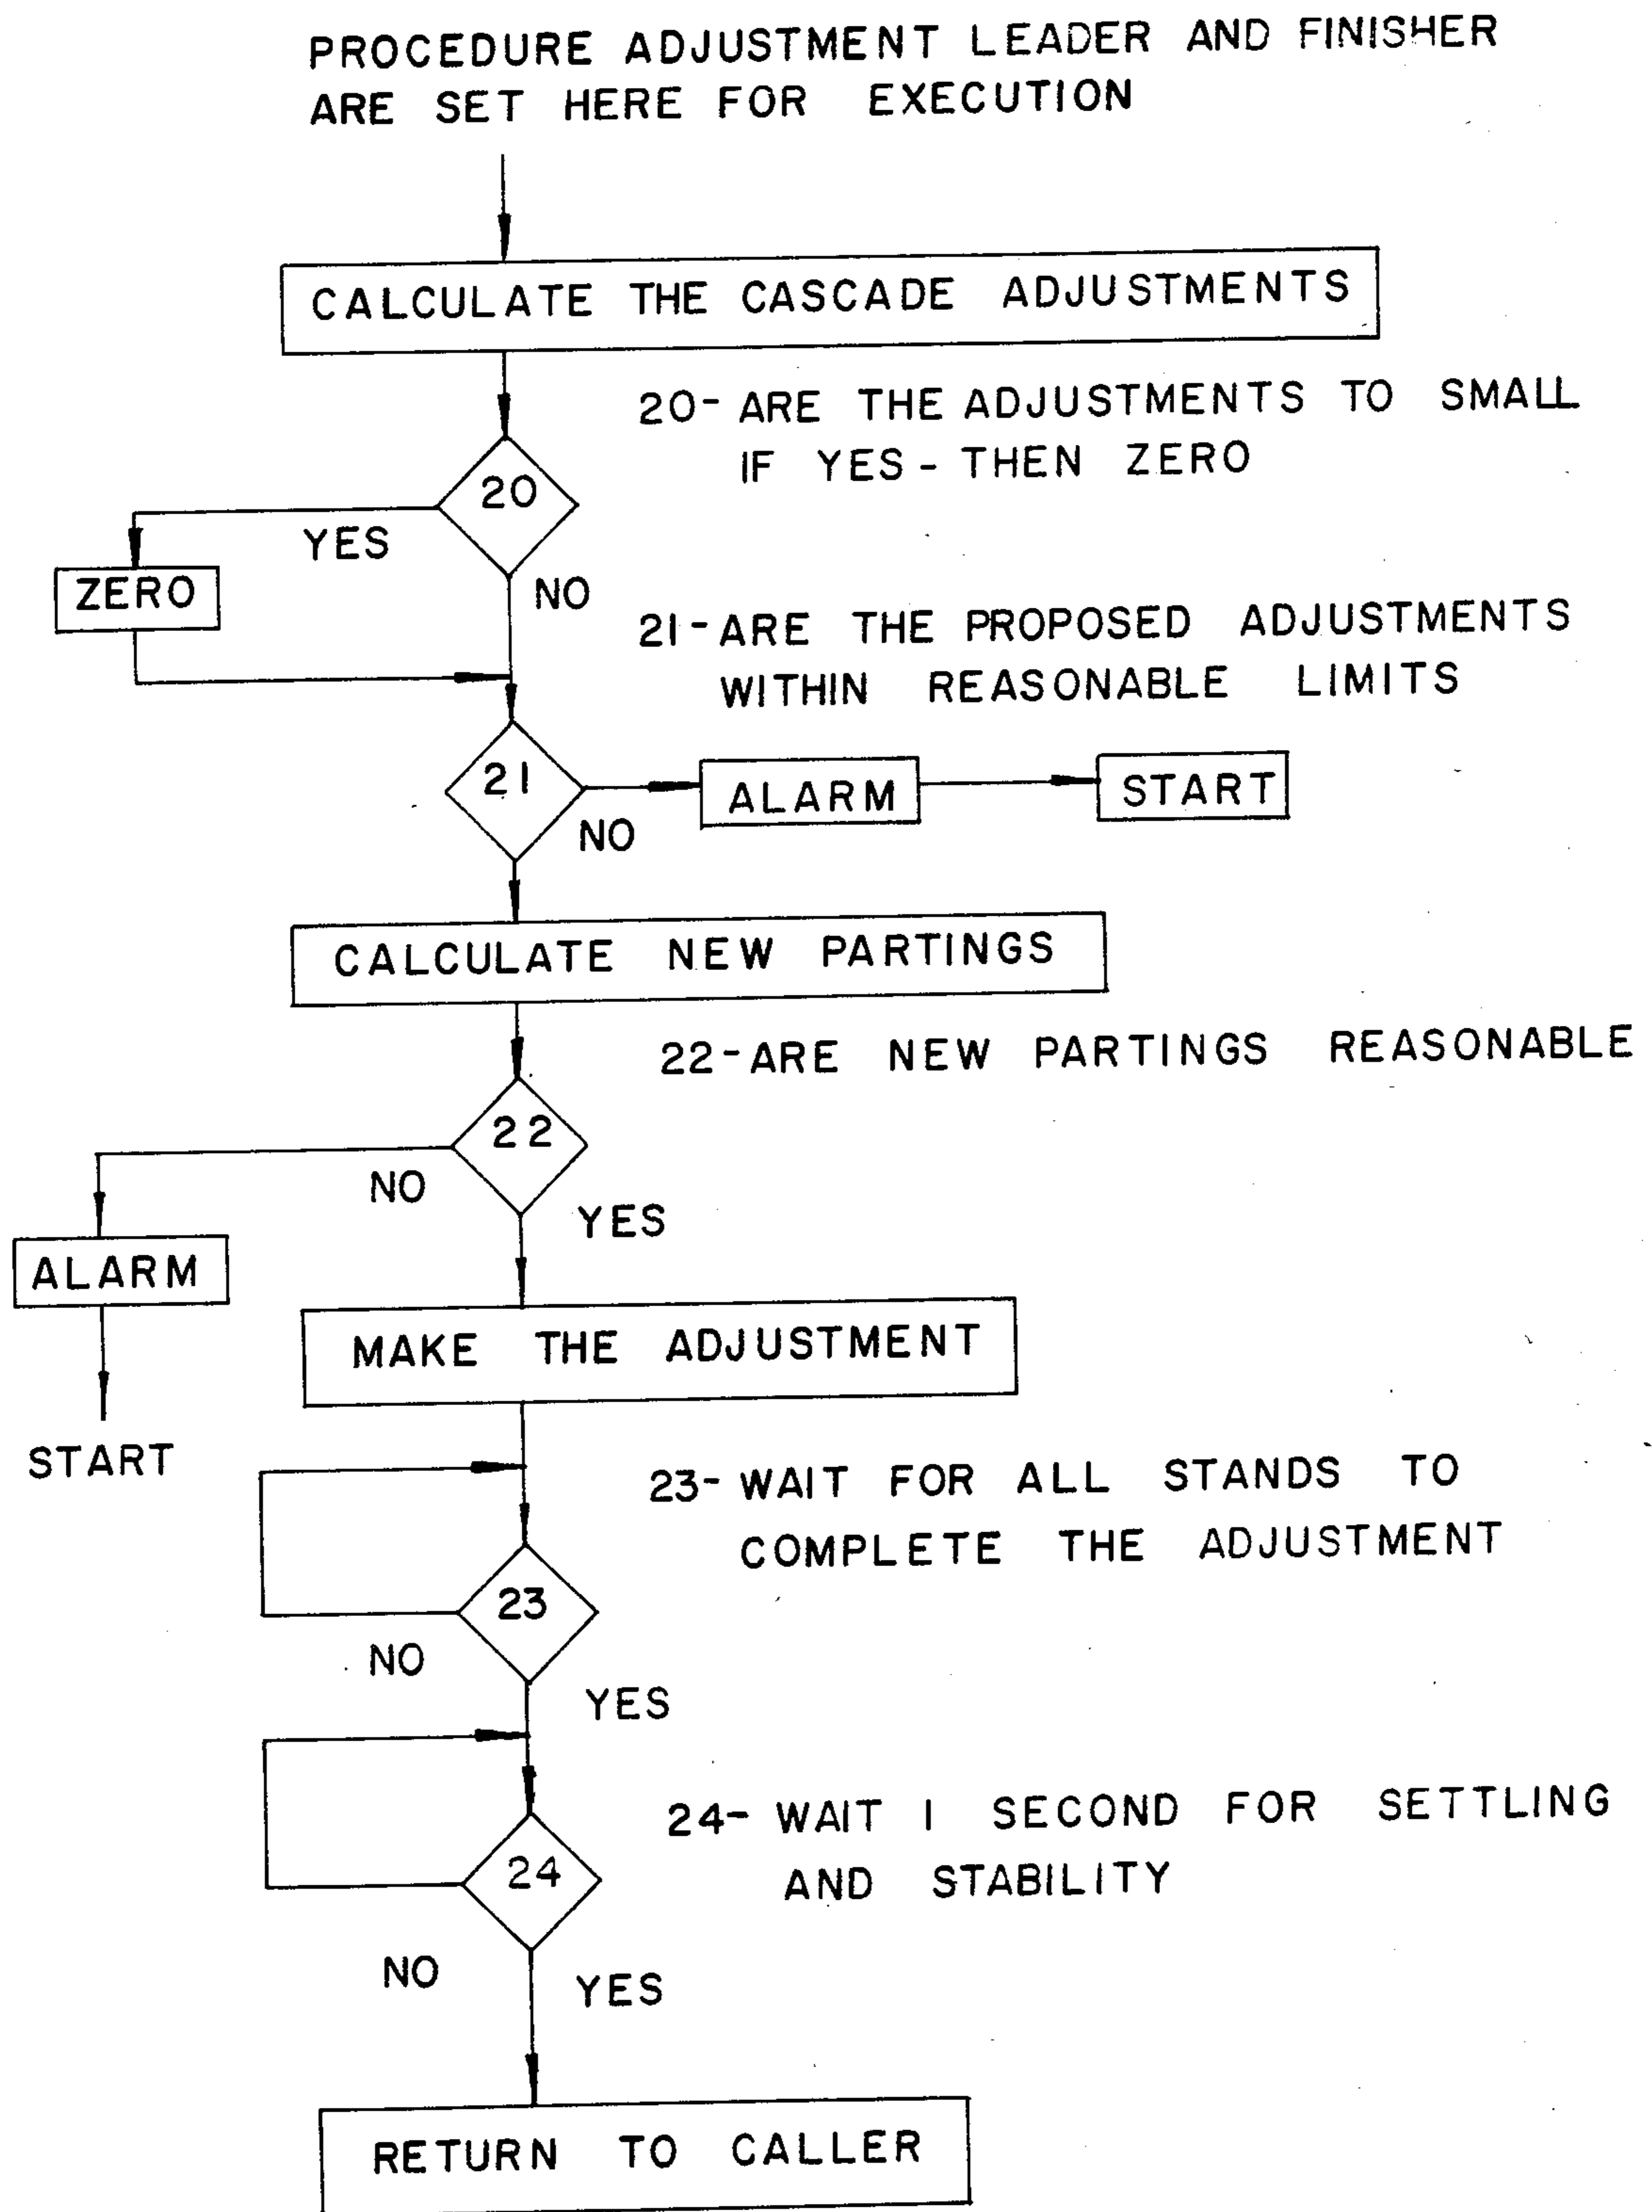 PROCEDURE ADJUSTMENT LEADER AND FINISHER
ARE SET HERE FOR EXECUTION
CALCULATE THE CASCADE ADJUSTMENTS
20- ARE THE ADJUSTMENTS TO SMALL
IF YES - THEN ZERO
20
YES
ZERO
NO
21- ARE THE PROPOSED ADJUSTMENTS
WITHIN REASONABLE LIMITS
21
ALARM
START
NO
CALCULATE NEW PARTINGS
22- ARE NEW PARTINGS REASONABLE
22
NO
YES
ALARM
MAKE THE ADJUSTMENT
START
23- WAIT FOR ALL STANDS TO
COMPLETE THE ADJUSTMENT
23
NO
YES
24- WAIT 1 SECOND FOR SETTLING
AND STABILITY
24
NO
YES
RETURN TO CALLER